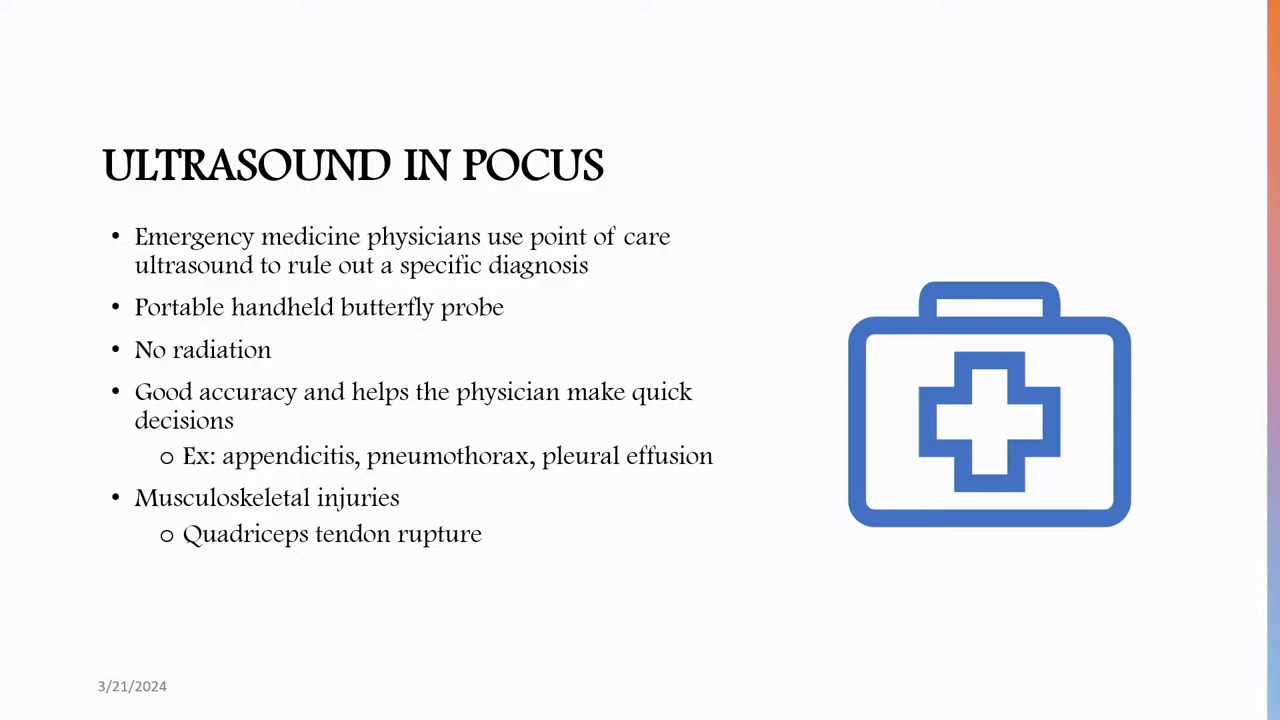 ULTRASOUND IN POCUS
• Emergency medicine physicians use point of care
ultrasound to rule out a specific diagnosis
• Portable handheld butterfly probe
• No radiation
• Good accuracy and helps the physician make quick
decisions
o Ex: appendicitis, pneumothorax, pleural effusion
• Musculoskeletal injuries
o Quadriceps tendon rupture
3/21/2024